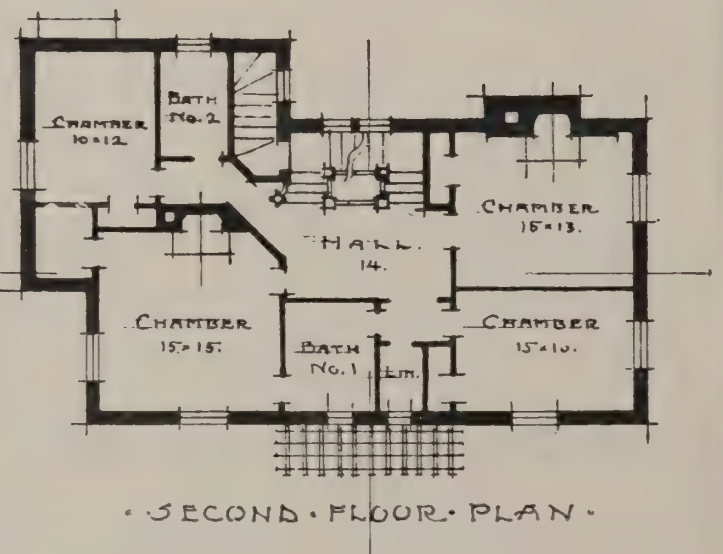 CHAMBER
10×12
BATH
No. 2
CHAMBER
15×13.
HALL.
14.
CHAMBER
15×15.
BATH
No. 1
LIN.
CHAMBER
15×10.
· SECOND · FLOOR · PLAN ·